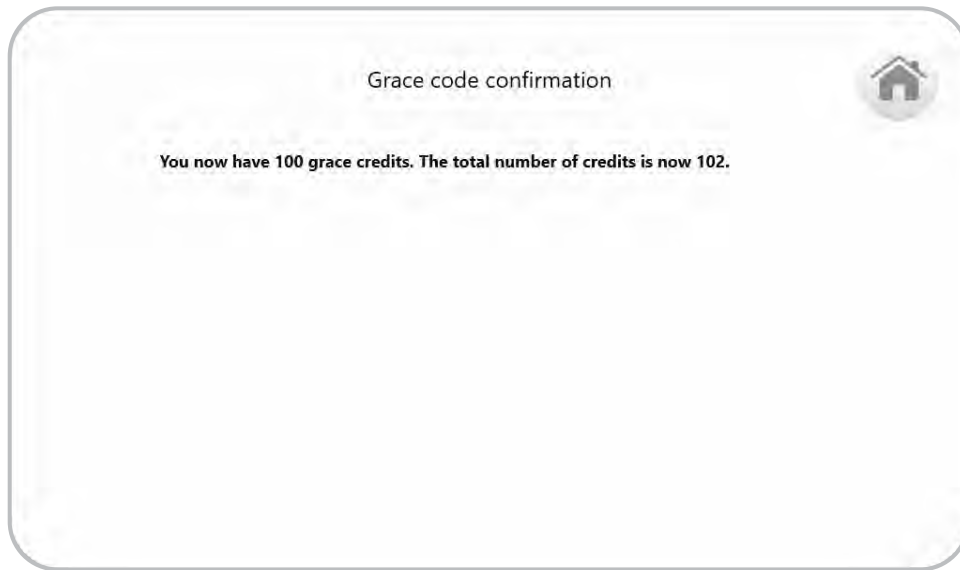 Grace code confirmation
You now have 100 grace credits. The total number of credits is now 102.